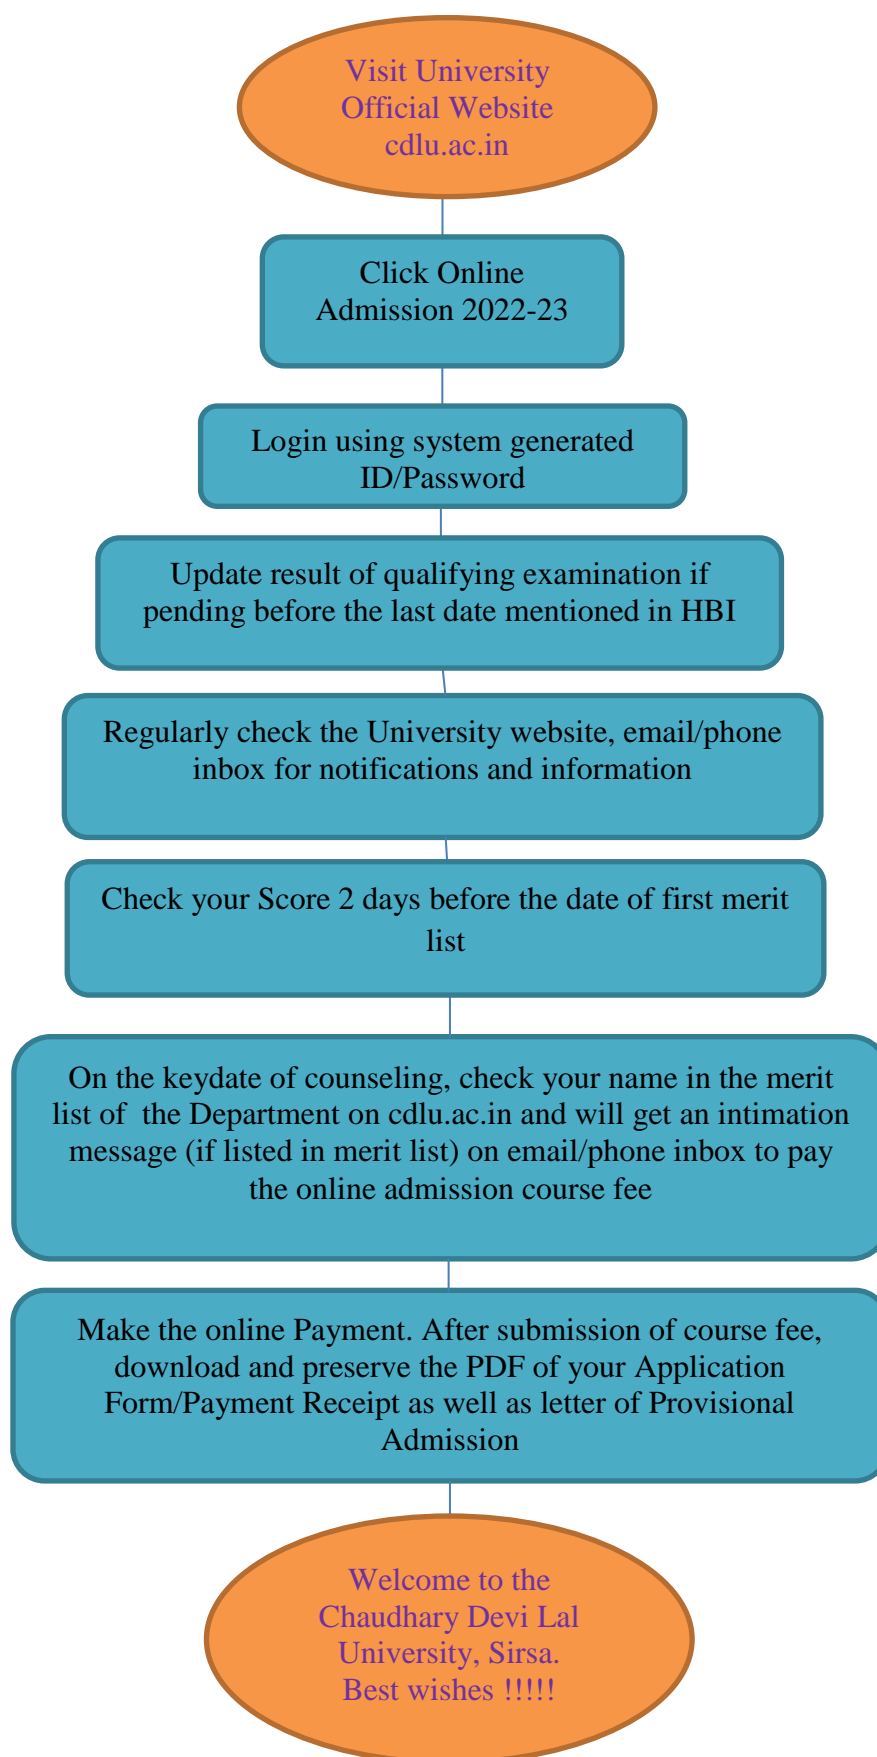 Visit University
Official Website
cdlu.ac.in
Click Online
Admission 2022-23
Login using system generated
ID/Password
Update result of qualifying examination if
pending before the last date mentioned in HBI
Regularly check the University website, email/phone
inbox for notifications and information
Check your Score 2 days before the date of first merit
list
On the keydate of counseling, check your name in the merit
list of  the Department on cdlu.ac.in and will get an intimation
message (if listed in merit list) on email/phone inbox to pay
the online admission course fee
Make the online Payment. After submission of course fee,
download and preserve the PDF of your Application
Form/Payment Receipt as well as letter of Provisional
Admission
Welcome to the
Chaudhary Devi Lal
University, Sirsa.
Best wishes !!!!!